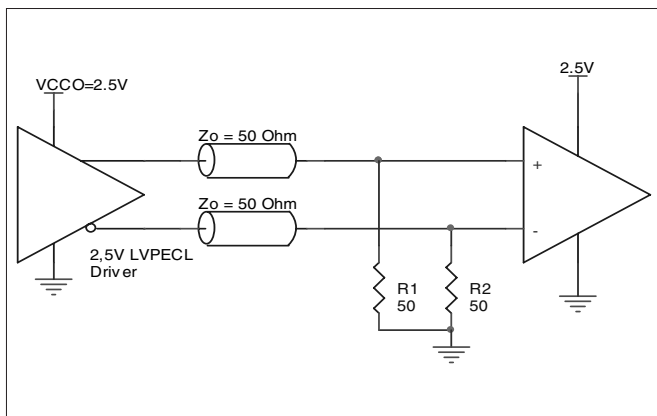 2.5V
VCCO=2.5V
Zo = 50 Ohm
+
Zo = 50 Ohm
-
2,5V LVPECL
Driver
R1
50
R2
50